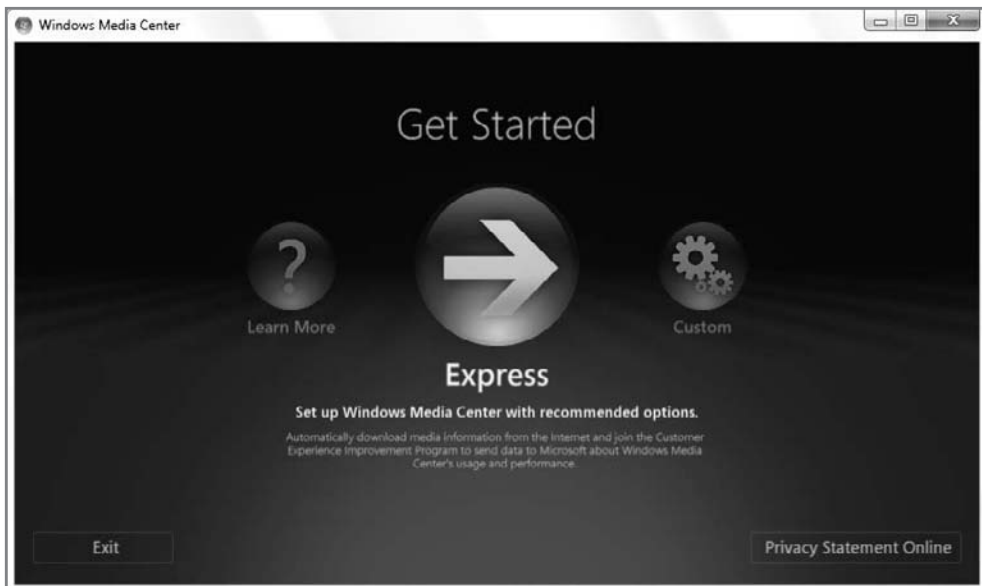 Windows Media Center
Get Started
Learn More
Custom
Express
Set up Windows Media Center with recommended options.
Automatically download media information from the Internet and join the Customer
Experience Improvement Program to send data to Microsoft about Windows Media
Center's usage and performance.
Exit
Privacy Statement Online